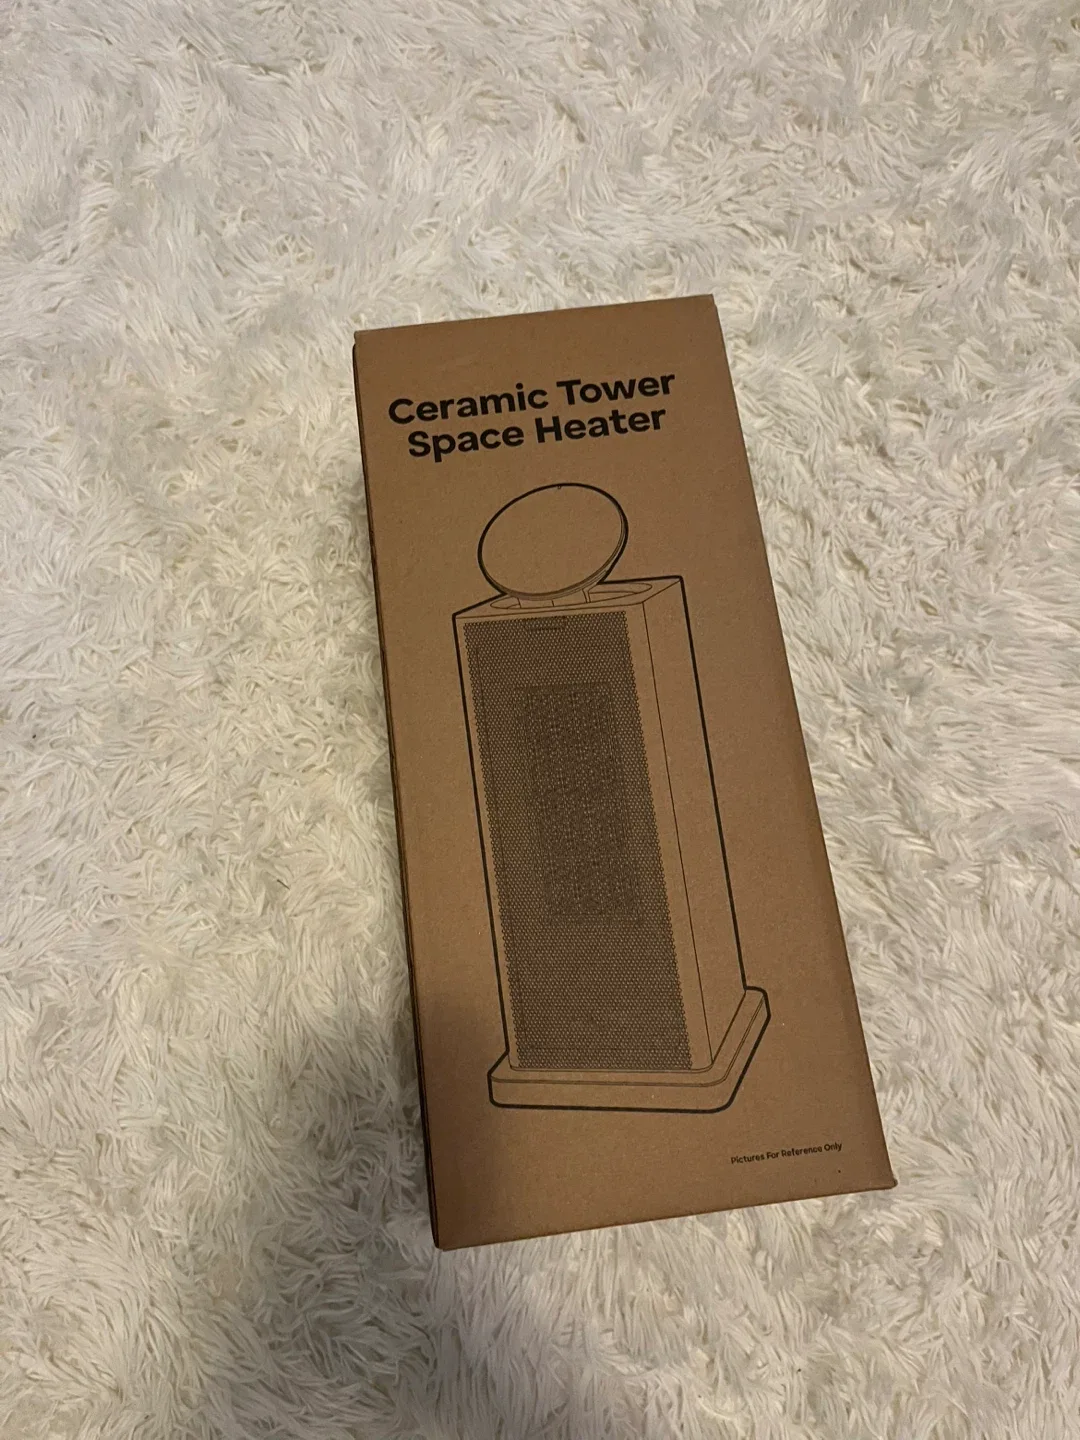 Ceramic Tower
Space Heater
Pictures For Reference Only